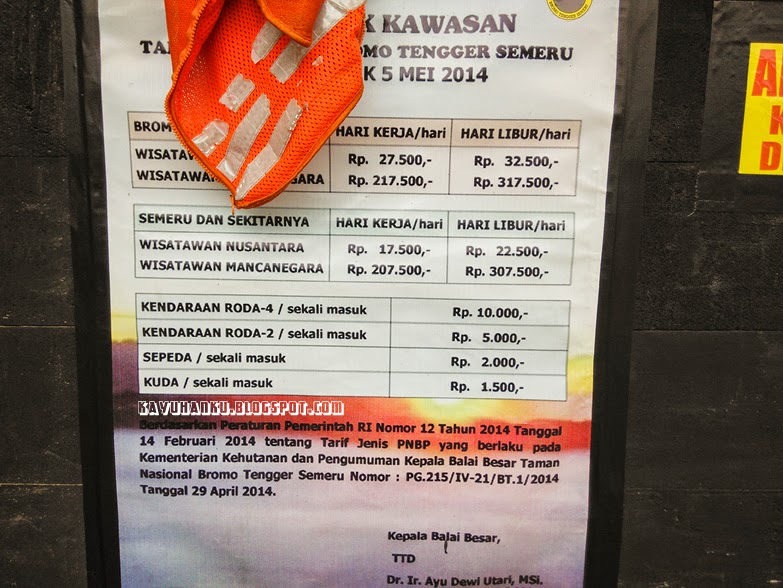 KAWASAN
BROMO TENGGER SEMERU
5 MEI 2014
HARI KERJA/hari HARI LIBUR/hari
Rp. 27.500,- Rp. 32.500,-
Rp. 217.500,- Rp. 317.500,-
SEMERU DAN SEKITARNYA HARI KERJA/hari HARI LIBUR/hari
WISATAWAN NUSANTARA Rp. 17.500,- Rp. 22.500,-
WISATAWAN MANCANEGARA Rp. 207.500,- Rp. 307.500,-
KENDARAAN RODA-4 / sekali masuk Rp. 10.000,-
KENDARAAN RODA-2 / sekali masuk Rp. 5.000,-
SEPEDA / sekali masuk Rp. 2.000,-
KUDA / sekali masuk Rp. 1.500,-
KAVUHANKU.BLOGSPOT.COM
Berdasarkan Peraturan Pemerintah RI Nomor 12 Tahun 2014 Tanggal
14 Februari 2014 tentang Tarif Jenis PNBP yang berlaku pada
Kementerian Kehutanan dan Pengumuman Kepala Balai Besar Taman
Nasional Bromo Tengger Semeru Nomor : PG.215/IV-21/BT.1/2014
Tanggal 29 April 2014.
Kepala Balai Besar,
TTD
Dr. Ir. Ayu Dewi Utari, MSi.